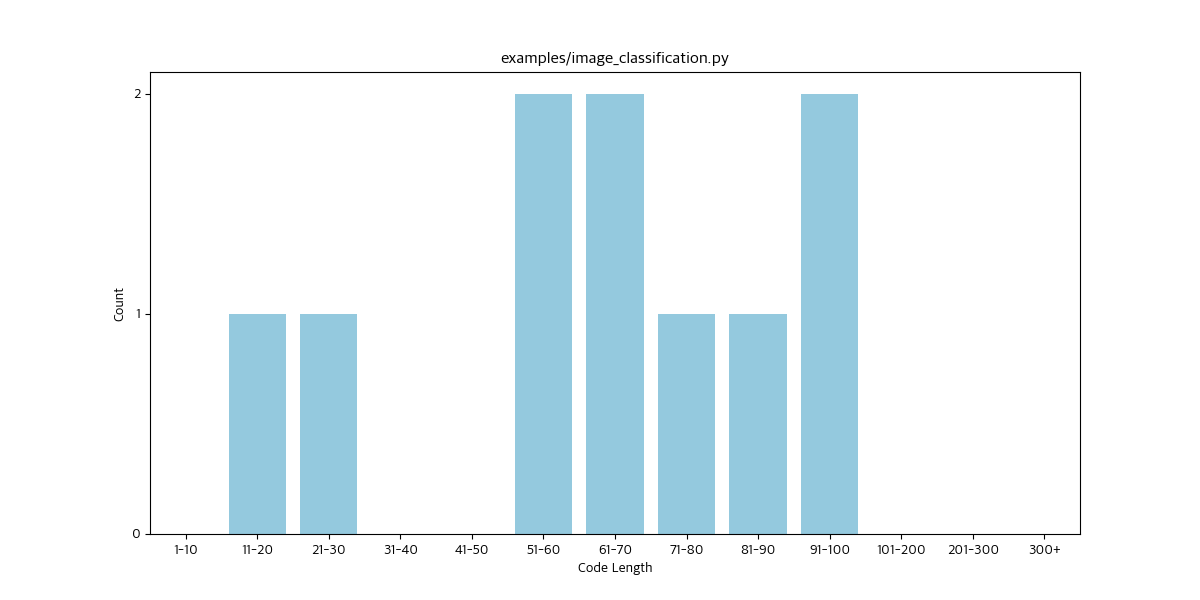 examples/image_classification.py
Count
2
1
0
1-10 11-20 21-30 31-40 41-50 51-60 61-70 71-80 81-90 91-100 101-200 201-300 300+
Code Length